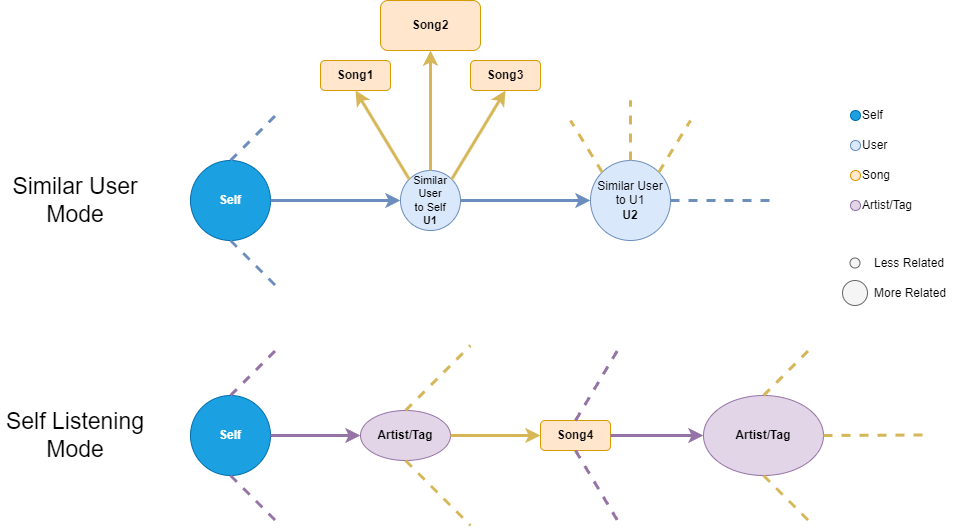 Song2
Song1
Song3
Similar User
Mode
Self
Similar
User
to Self
U1
Similar User
to U1
U2
Self
User
Song
Artist/Tag
Less Related
More Related
Self Listening
Mode
Self
Artist/Tag
Song4
Artist/Tag